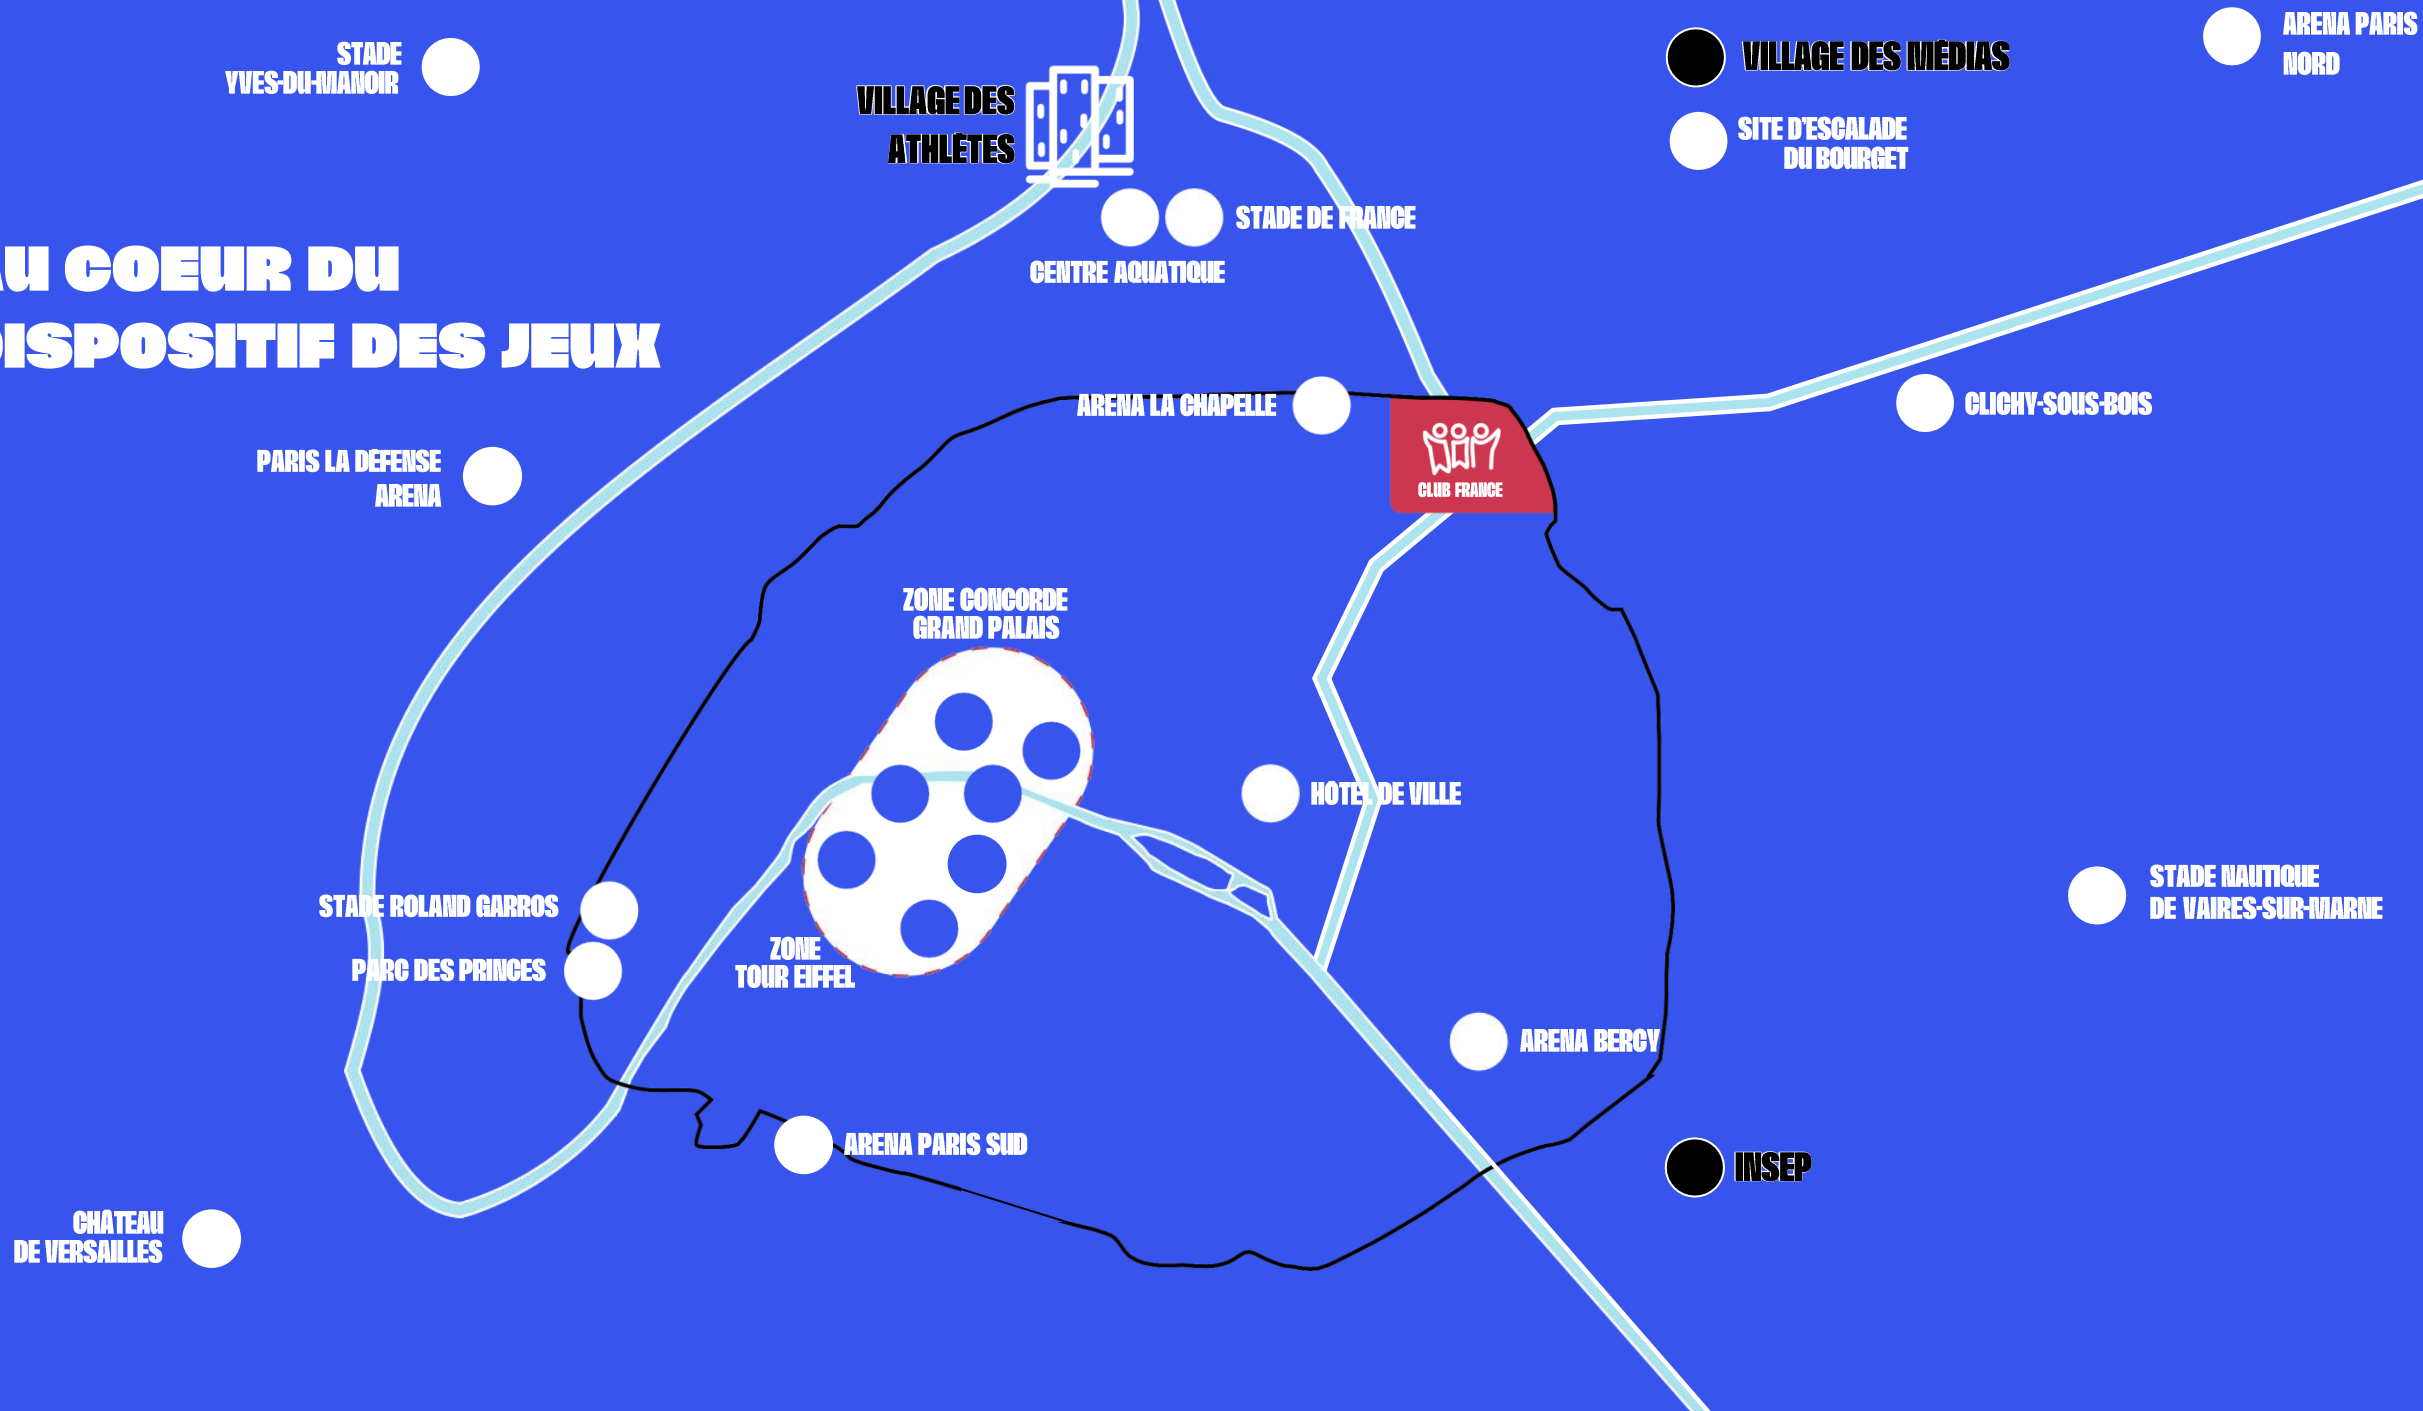 STADE
YVES-DU-MANOIR
VILLAGE DES
ATHLÈTES
VILLAGE DES MÉDIAS
ARENA PARIS
NORD
SITE D'ESCALADE
DU BOURGET
STADE DE FRANCE
CENTRE AQUATIQUE
AU COEUR DU
DISPOSITIF DES JEUX
ARENA LA CHAPELLE
CLICHY-SOUS-BOIS
CLUB FRANCE
PARIS LA DÉFENSE
ARENA
ZONE CONCORDE
GRAND PALAIS
HÔTEL DE VILLE
STADE ROLAND GARROS
PARC DES PRINCES
ZONE
TOUR EIFFEL
STADE NAUTIQUE
DE VAIRES-SUR-MARNE
ARENA BERCY
ARENA PARIS SUD
INSEP
CHÂTEAU
DE VERSAILLES